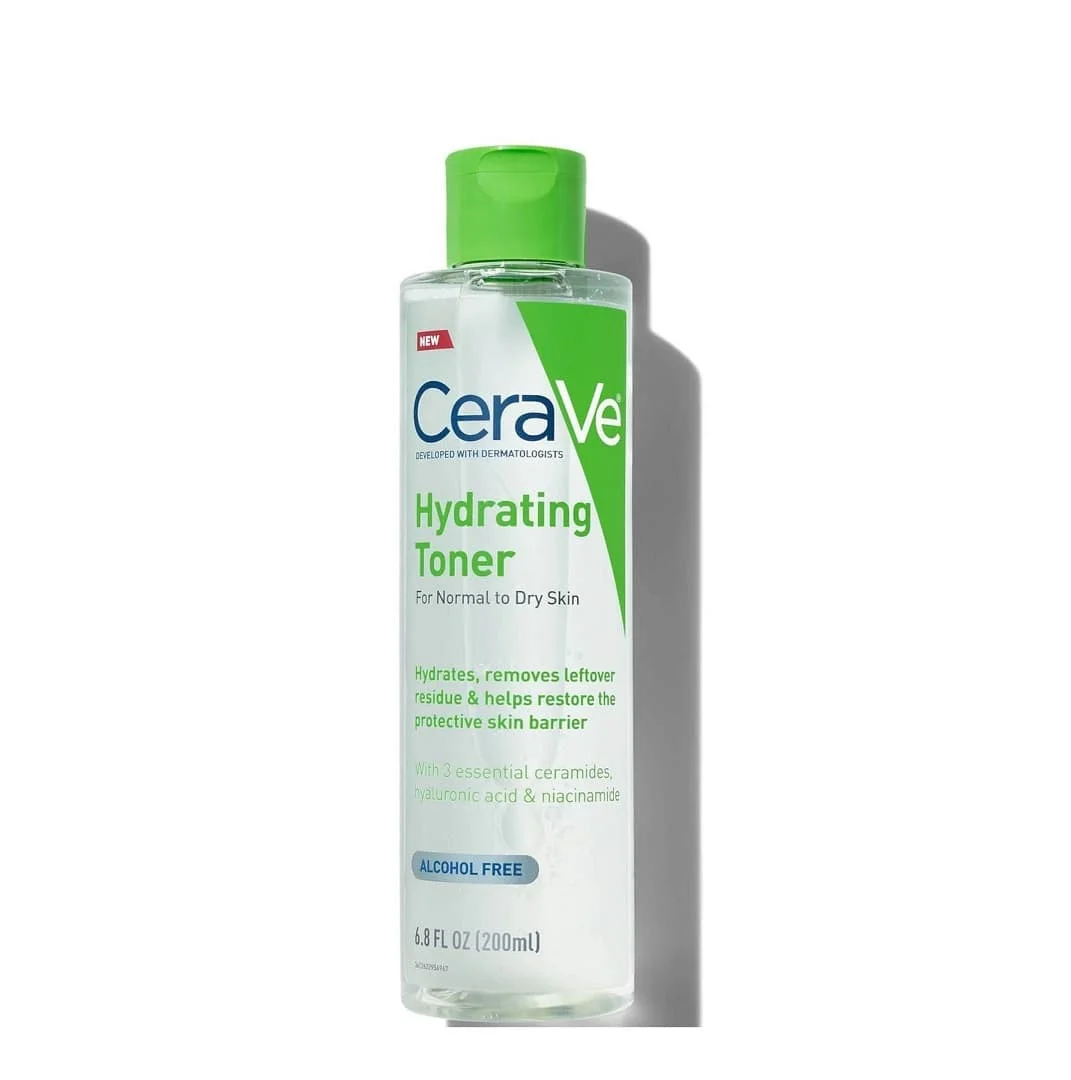 NEW
CeraVe®
DEVELOPED WITH DERMATOLOGISTS
Hydrating
Toner
For Normal to Dry Skin
Hydrates, removes leftover
residue & helps restore the
protective skin barrier
With 3 essential ceramides,
hyaluronic acid & niacinamide
ALCOHOL FREE
6.8 FL OZ (200ml)